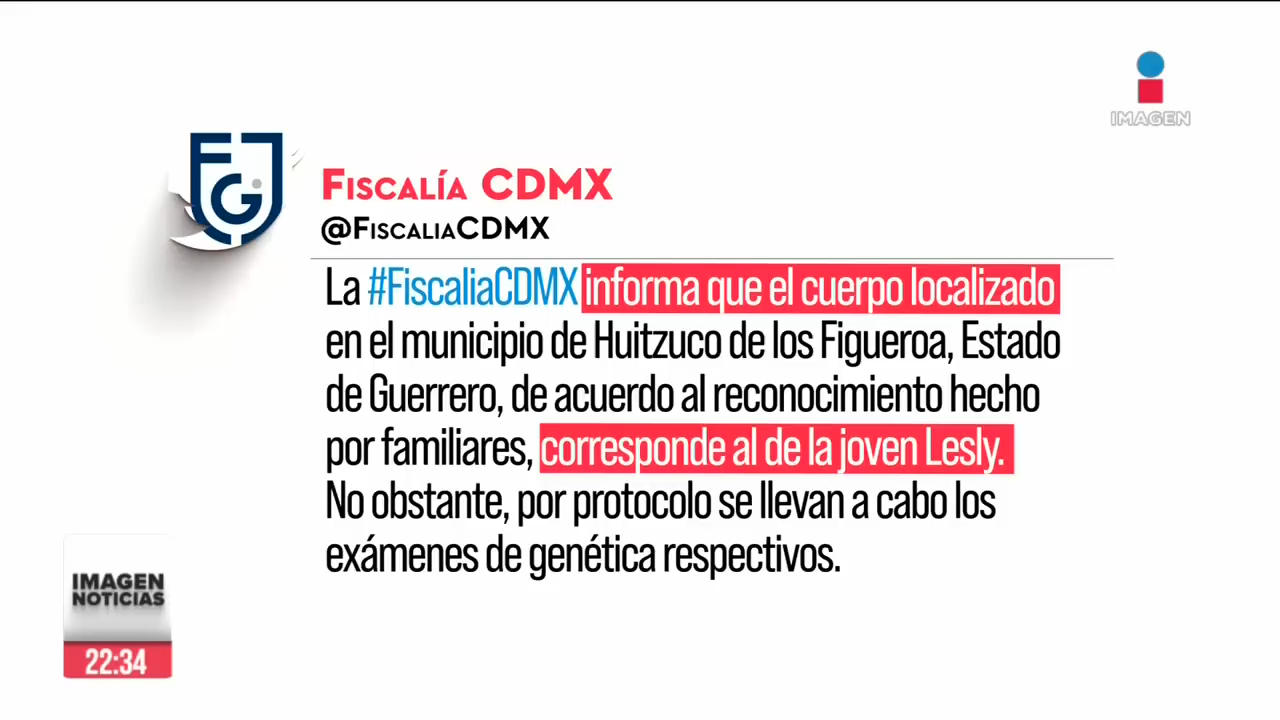 IMAGEN
FISCALÍA CDMX
@FISCALIACDMX
La #FiscaliaCDMX informa que el cuerpo localizado
en el municipio de Huitzuco de los Figueroa, Estado
de Guerrero, de acuerdo al reconocimiento hecho
por familiares, corresponde al de la joven Lesly.
No obstante, por protocolo se llevan a cabo los
exámenes de genética respectivos.
IMAGEN
NOTICIAS
22:34